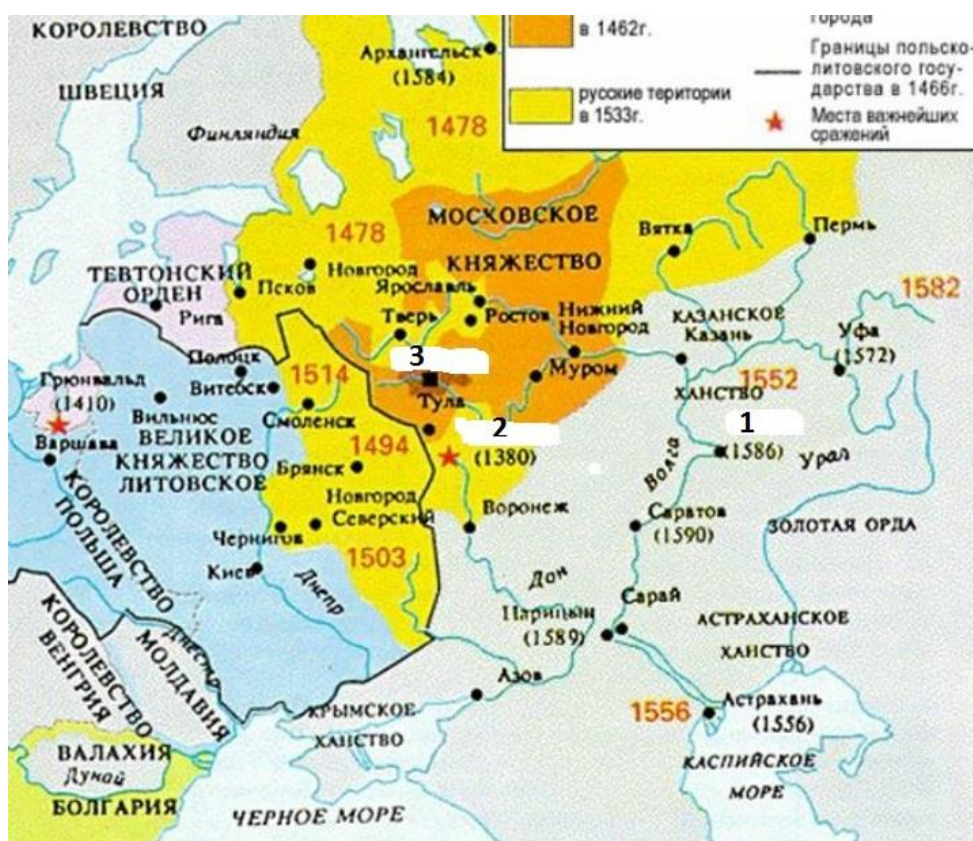 КОРОЛЕВСТВО
ШВЕЦИЯ
Финляндия
Архангельск
(1584)
1478
в 1462г.
русские територии
в 1533г.
города
Границы польско-
литовского госу-
дарства в 1466г.
Места важнейших
сражений
МОСХОВСКОЕ
КНЯЖЕСТВО
Вятка
Пермь
1478
Новгород
Псков
Ярославль
Ростов
Тверь
Нижний
Новгород
КАЗАНСКОЕ
Казань
ХАНСТВО
1552
1582
Уфа
(1572)
ТЕВТОНСКИЙ
ОРДЕН
Рига
Полоцк
Витебск
1514
Смоленск
3
Тула
Муром
2
(1380)
1
(1586)
Грюнвальд
(1410)
Варшава
Вильнюс
ВЕЛИКОЕ
КНЯЖЕСТВО
ЛИТОВСКОЕ
1494
Брянск
Новгород
Северский
Чернигов
1503
Киев
Днепр
Воронеж
Волга
Урал
Саратов
(1590)
ЗОЛОТАЯ ОРДА
Дон
Царицын
(1589)
Сарай
АСТРАХАНСКОЕ
ХАНСТВО
КОРОЛЕВСТВО
ПОЛЬША
КОРОЛЕВСТВО
ВЕНГРИЯ
МОЛДАВИЯ
Днестр
Азов
КРЫМСКОЕ
ХАНСТВО
1556
Астрахань
(1556)
КАСПИЙСКОЕ
МОРЕ
ВАЛАХИЯ
Дунай
БОЛГАРИЯ
ЧЕРНОЕ МОРЕ